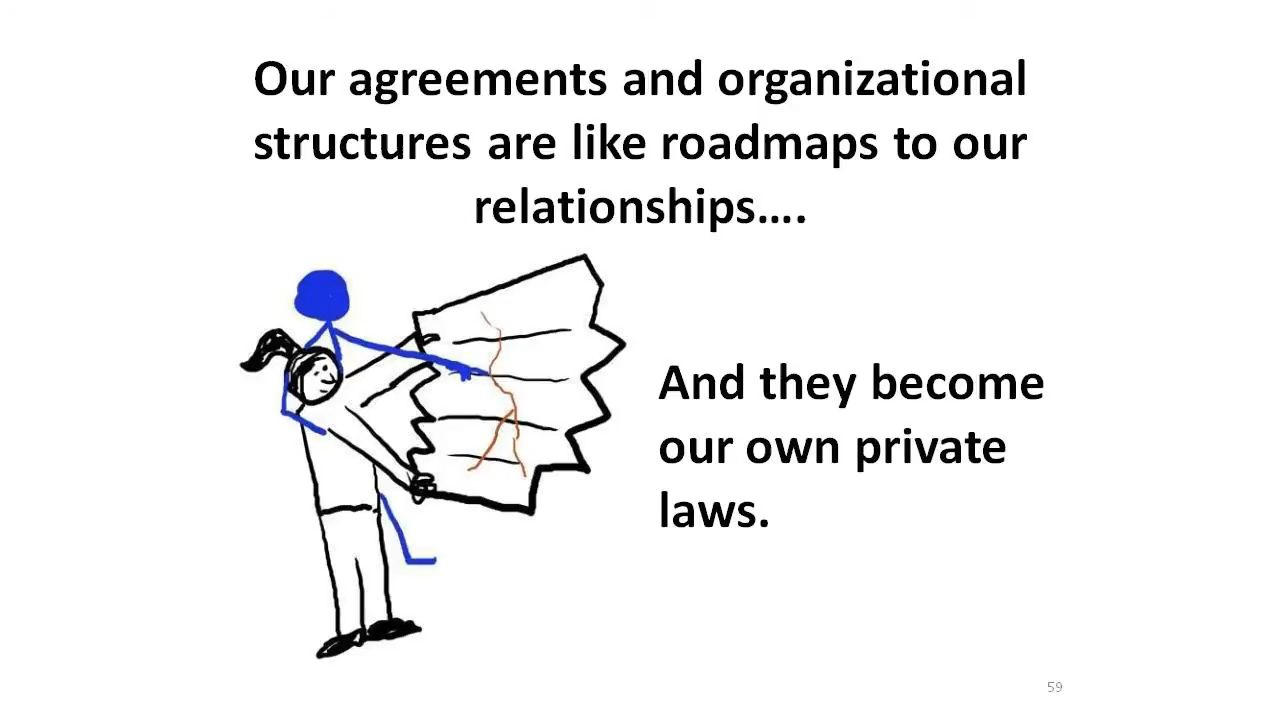 Our agreements and organizational
structures are like roadmaps to our
relationships….
And they become
our own private
laws.
59